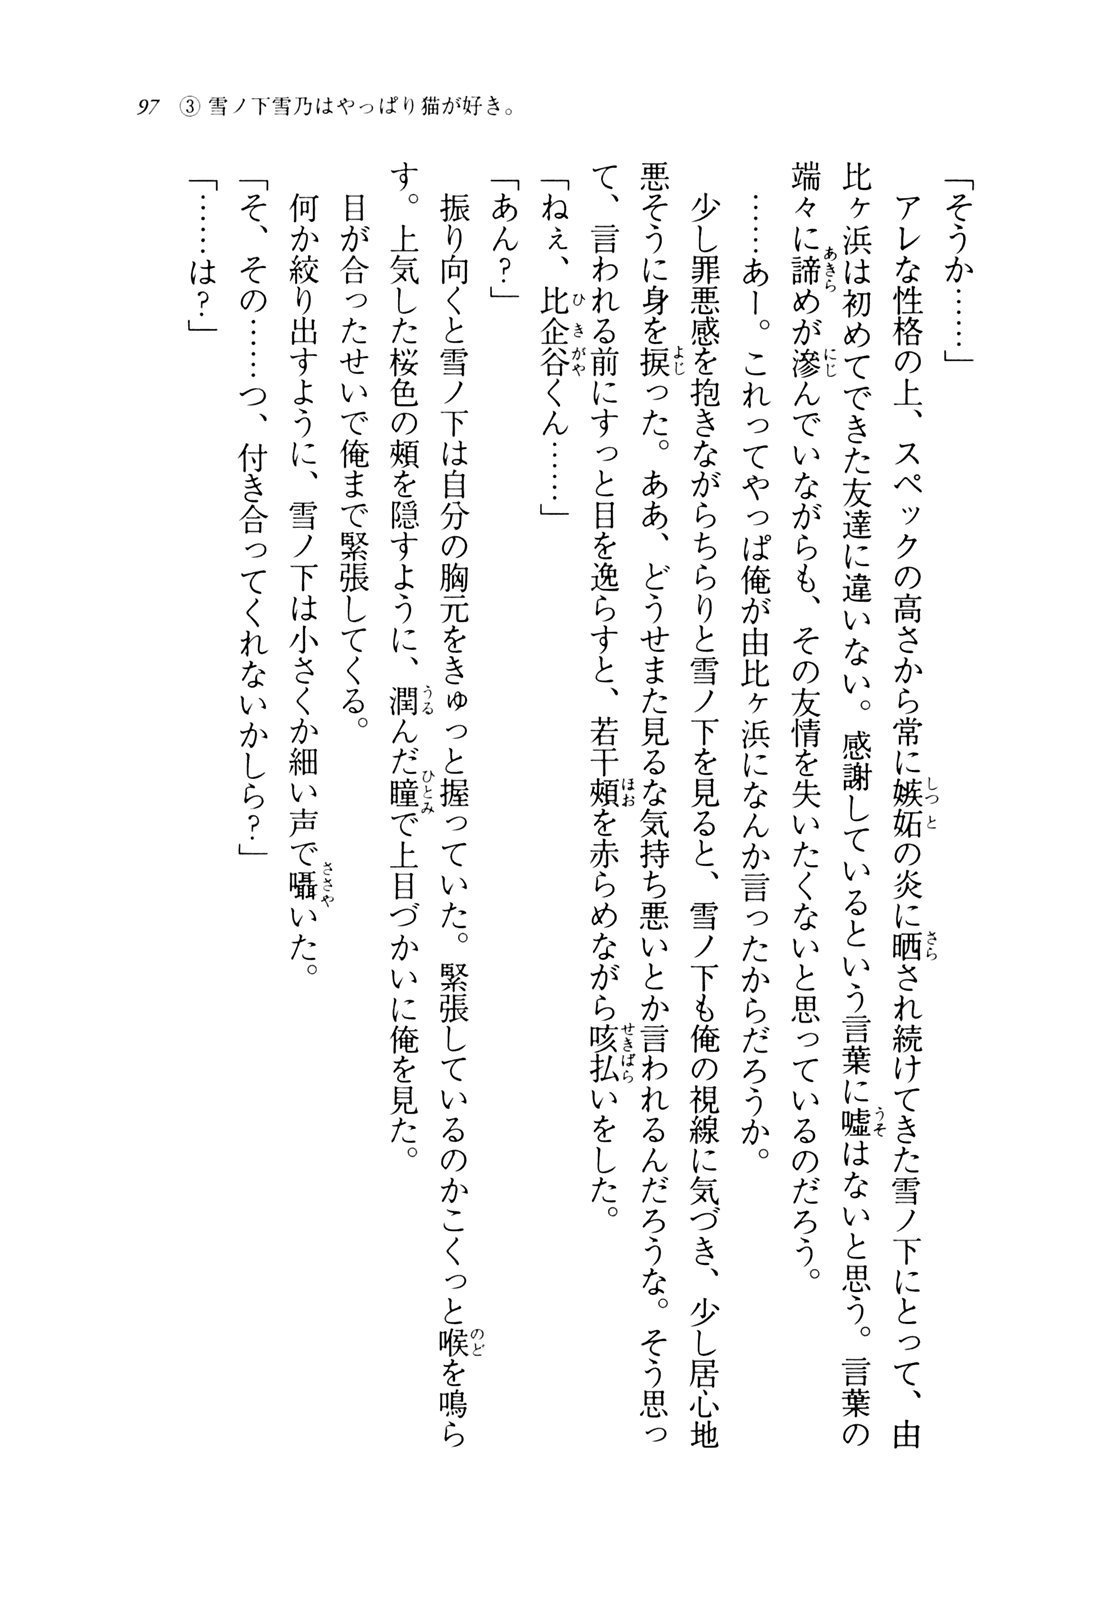 97　③ 雪ノ下雪乃はやっぱり猫が好き。
「そうか……」
　アレな性格の上、スペックの高さから常に嫉妬の炎に晒され続けてきた雪ノ下にとって、由
比ヶ浜は初めてできた友達に違いない。感謝しているという言葉に嘘はないと思う。言葉の
端々に諦めが滲んでいながらも、その友情を失いたくないと思っているのだろう。
　……あー。これってやっぱ俺が由比ヶ浜になんか言ったからだろうか。
　少し罪悪感を抱きながらちらりと雪ノ下を見ると、雪ノ下も俺の視線に気づき、少し居心地
悪そうに身を捩った。ああ、どうせまた見るな気持ち悪いとか言われるんだろうな。そう思っ
て、言われる前にすっと目を逸らすと、若干頰を赤らめながら咳払いをした。
「ねぇ、比企谷くん……」
「あん？」
　振り向くと雪ノ下は自分の胸元をきゅっと握っていた。緊張しているのかこくっと喉を鳴ら
す。上気した桜色の頰を隠すように、潤んだ瞳で上目づかいに俺を見た。
　目が合ったせいで俺まで緊張してくる。
　何か絞り出すように、雪ノ下は小さくか細い声で囁いた。
「そ、その……つ、付き合ってくれないかしら？」
「……は？」